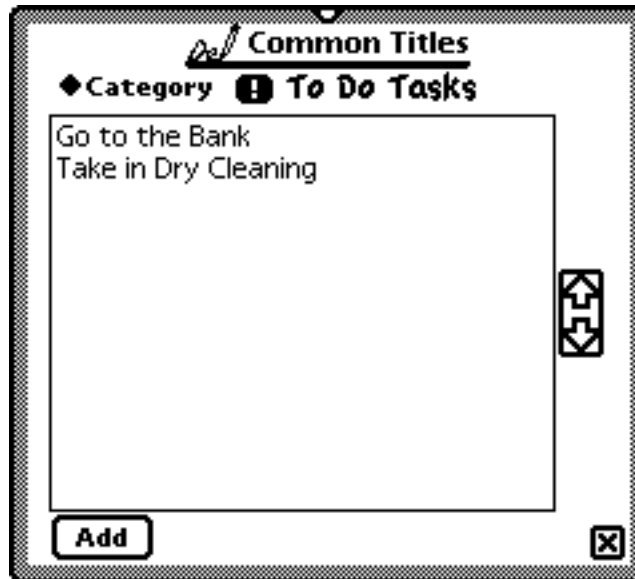 Common Titles
Category To Do Tasks
Go to the Bank
Take in Dry Cleaning
Add